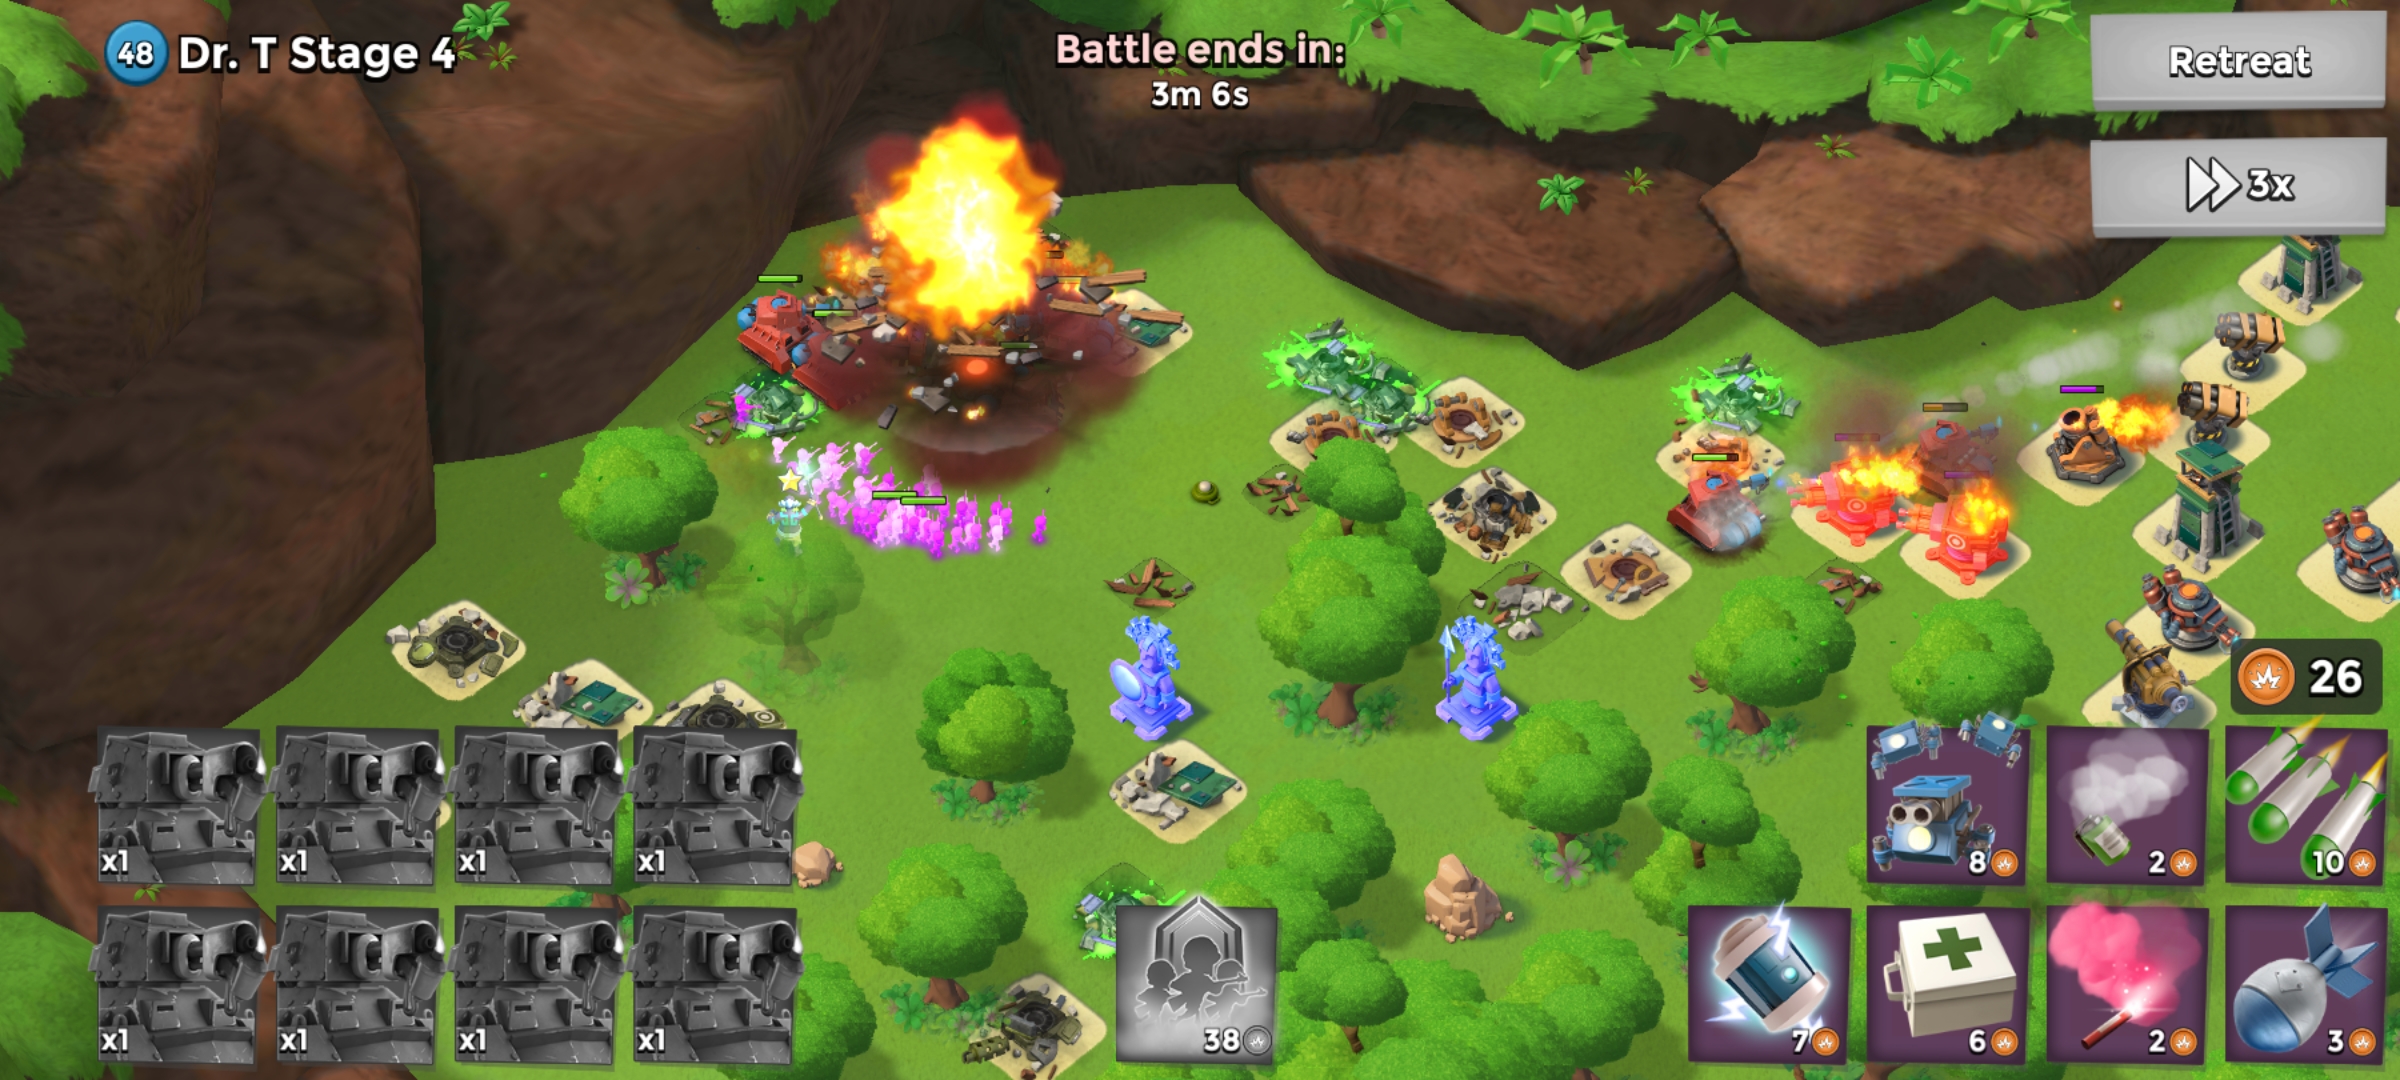 48 Dr. T Stage 4
Battle ends in:
3m 6s
Retreat
3x
26
x1 x1 x1 x1
8 2 10
x1 x1 x1 x1
38
7 6 2 3